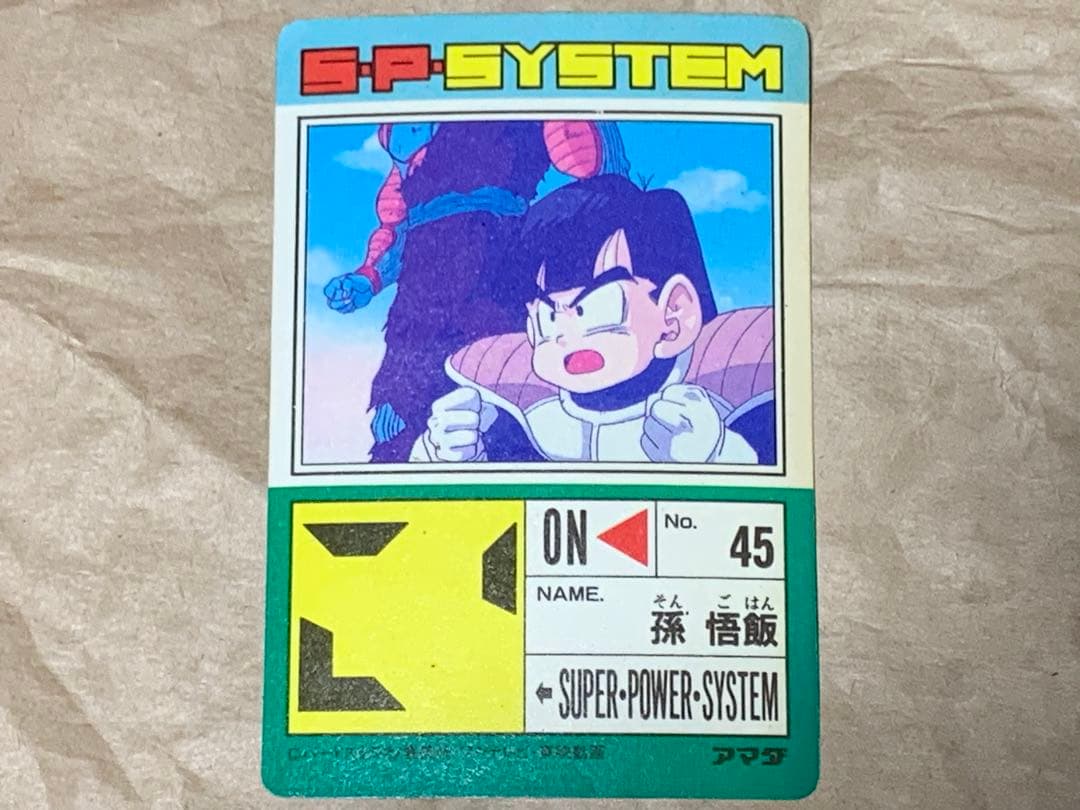 S・P・SYSTEM
ON
No.
45
NAME.
そん ご はん
孫 悟飯
SUPER・POWER・SYSTEM
アマダ